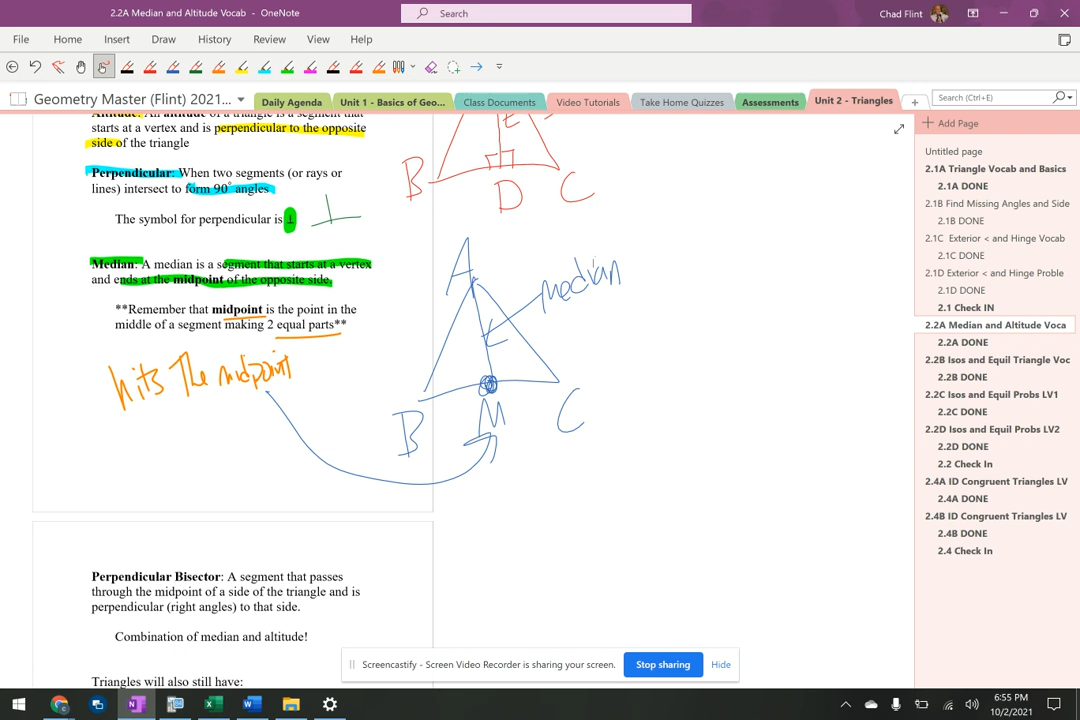 2.2A Median and Altitude Vocab - OneNote
Search
Chad Flint
File Home Insert Draw History Review View Help
Geometry Master (Flint) 2021...
Daily Agenda
Unit 1 - Basics of Geo...
Class Documents
Video Tutorials
Take Home Quizzes
Assessments
Unit 2 - Triangles
Search (Ctrl+E)
Altitude: An altitude of a triangle is a segment that
starts at a vertex and is perpendicular to the opposite
side of the triangle
Perpendicular: When two segments (or rays or
lines) intersect to form 90° angles
The symbol for perpendicular is ⊥
⊥
Median: A median is a segment that starts at a vertex
and ends at the midpoint of the opposite side.
**Remember that midpoint is the point in the
middle of a segment making 2 equal parts**
hits The midpoint
B
D
C
A
median
B
M
C
Perpendicular Bisector: A segment that passes
through the midpoint of a side of the triangle and is
perpendicular (right angles) to that side.
Combination of median and altitude!
Triangles will also still have:
Add Page
Untitled page
2.1A Triangle Vocab and Basics
2.1A DONE
2.1B Find Missing Angles and Side
2.1B DONE
2.1C Exterior < and Hinge Vocab
2.1C DONE
2.1D Exterior < and Hinge Proble
2.1D DONE
2.1 Check IN
2.2A Median and Altitude Voca
2.2A DONE
2.2B Isos and Equil Triangle Voc
2.2B DONE
2.2C Isos and Equil Probs LV1
2.2C DONE
2.2D Isos and Equil Probs LV2
2.2D DONE
2.2 Check In
2.4A ID Congruent Triangles LV
2.4A DONE
2.4B ID Congruent Triangles LV
2.4B DONE
2.4 Check In
Screencastify - Screen Video Recorder is sharing your screen.
Stop sharing
Hide
6:55 PM
10/2/2021